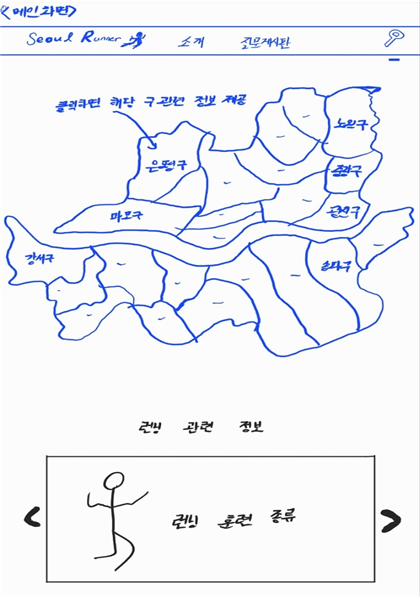 <메인화면>
Seoul Runner 소개 질문게시판
클릭하면 해당 구 관련 정보 제공
노원구
은평구
중랑구
광진구
마포구
강서구
송파구
런닝 관련 정보
< 런닝 훈련 종류 >